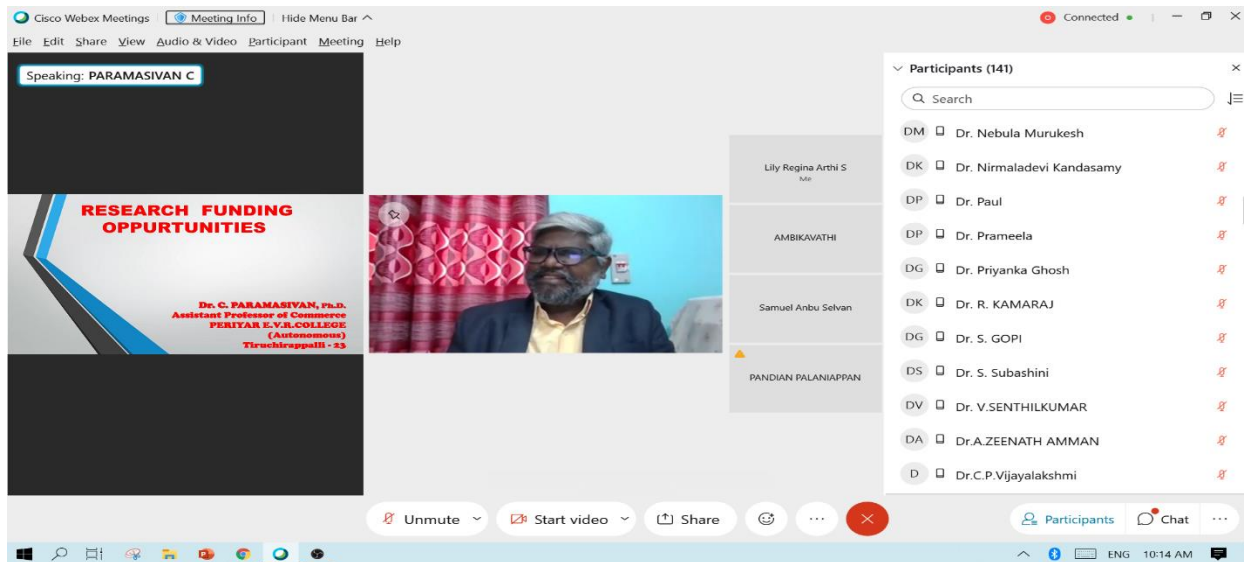 Cisco Webex Meetings
Meeting Info
Hide Menu Bar
Connected
File Edit Share View Audio & Video Participant Meeting Help
Speaking: PARAMASIVAN C
RESEARCH FUNDING
OPPURTUNITIES
Dr. C. PARAMASIVAN, Ph.D.
Assistant Professor of Commerce
PERIYAR E.V.R.COLLEGE
(Autonomous)
Tiruchirappalli - 23
Lily Regina Arthi S
Me
AMBIKAVATHI
Samuel Anbu Selvan
PANDIAN PALANIAPPAN
Participants (141)
Search
DM Dr. Nebula Murukesh
DK Dr. Nirmaladevi Kandasamy
DP Dr. Paul
DP Dr. Prameela
DG Dr. Priyanka Ghosh
DK Dr. R. KAMARAJ
DG Dr. S. GOPI
DS Dr. S. Subashini
DV Dr. V.SENTHILKUMAR
DA Dr.A.ZEENATH AMMAN
D Dr.C.P.Vijayalakshmi
Unmute
Start video
Share
Participants
Chat
ENG 10:14 AM